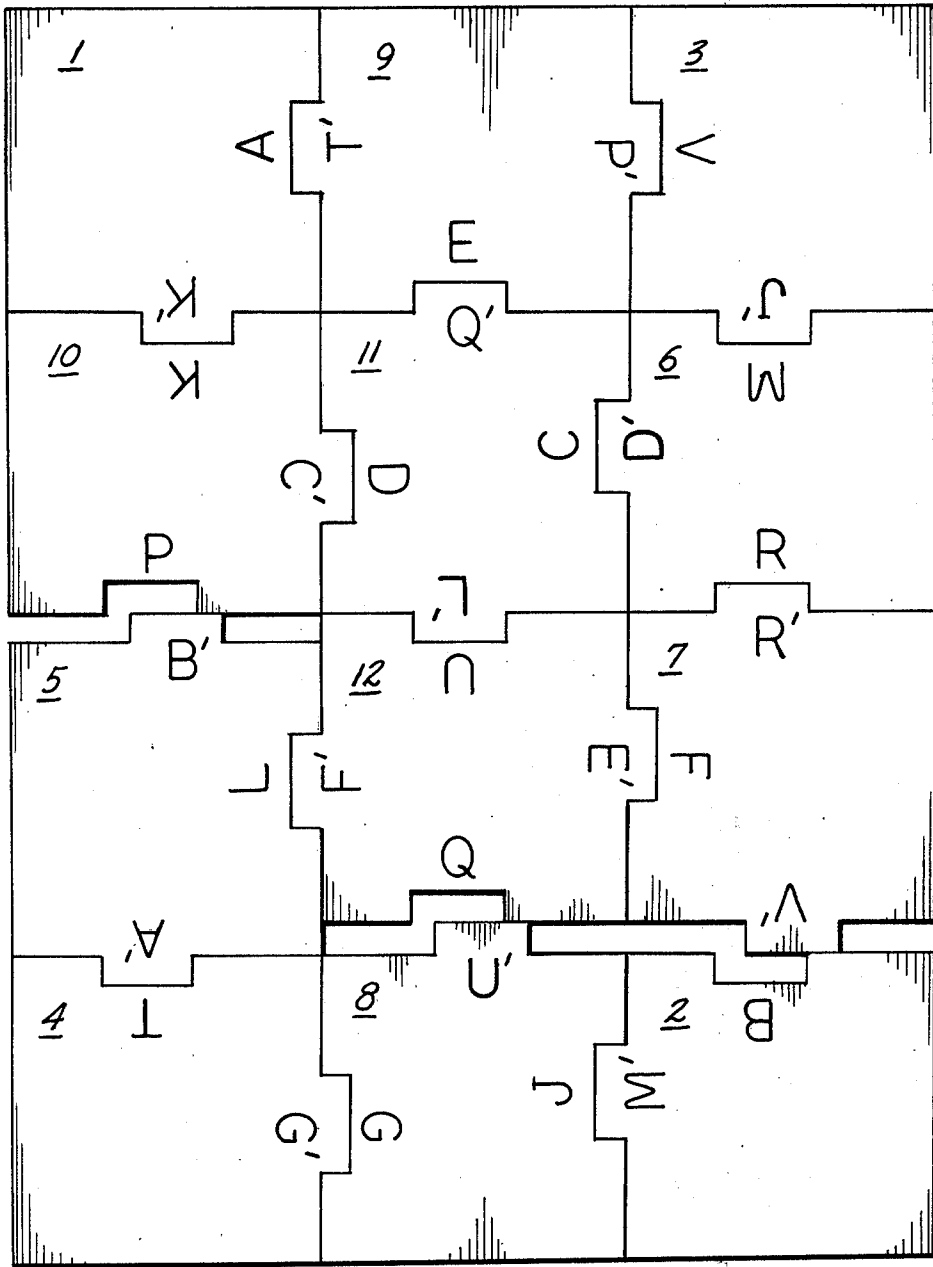 1 9 3
A T' P' V
E
K' Q' J'
10 K 11 6 M
C' D C D'
P L' R
5 B' 12 U 7 R'
L F' E' F
Q V'
A' U'
4 T 8 2 B
G' G J M'